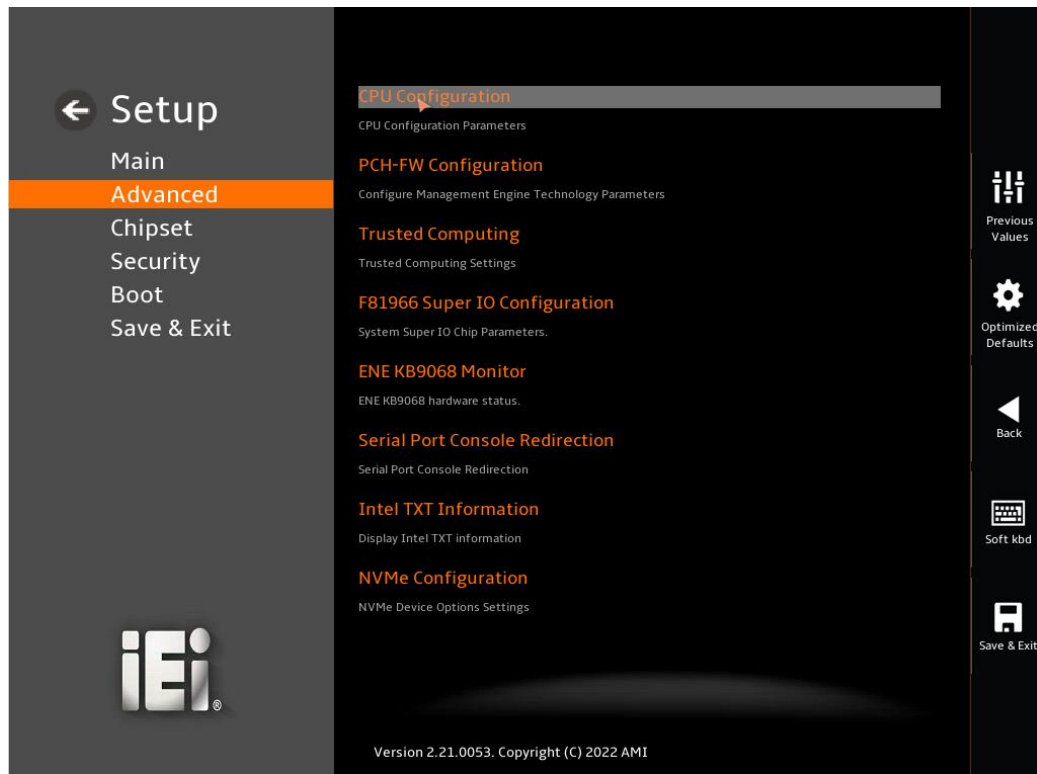 Setup
Main
Advanced
Chipset
Security
Boot
Save & Exit
CPU Configuration
CPU Configuration Parameters
PCH-FW Configuration
Configure Management Engine Technology Parameters
Trusted Computing
Trusted Computing Settings
F81966 Super IO Configuration
System Super IO Chip Parameters.
ENE KB9068 Monitor
ENE KB9068 hardware status.
Serial Port Console Redirection
Serial Port Console Redirection
Intel TXT Information
Display Intel TXT information
NVMe Configuration
NVMe Device Options Settings
Previous
Values
Optimized
Defaults
Back
Soft kbd
Save & Exit
iEi®
Version 2.21.0053. Copyright (C) 2022 AMI